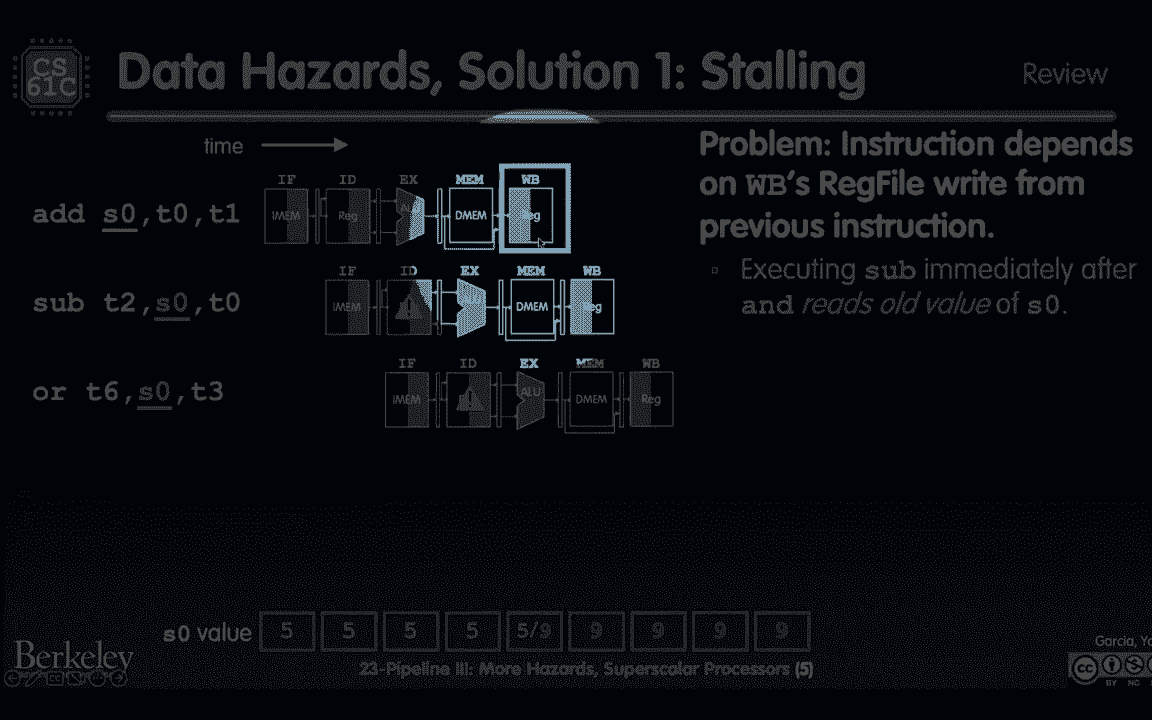 CS
61C
Data Hazards, Solution 1: Stalling
Review
time
Problem: Instruction depends
on WB's RegFile write from
previous instruction.
Executing sub immediately after
and reads old value of s0.
IF ID EX MEM WB
add s0,t0,t1
IMEM Reg ALU DMEM Reg
IF ID EX MEM WB
sub t2,s0,t0
IMEM DMEM Reg
IF ID EX MEM WB
or t6,s0,t3
IMEM ALU DMEM Reg
s0 value 5 5 5 5 5/9 9 9 9 9
Berkeley
23-Pipeline III: More Hazards, Superscalar Processors (5)
Garcia,
cc
BY NC